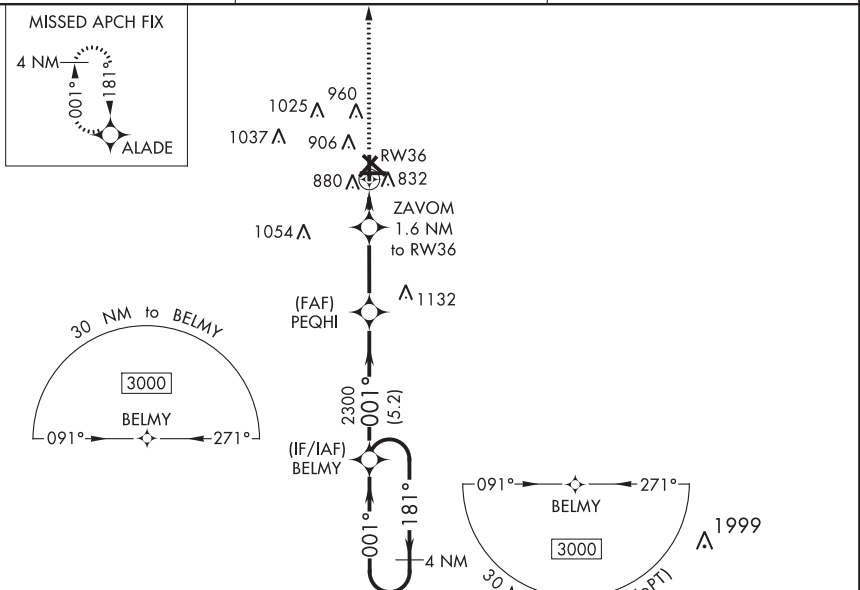 MISSED APCH FIX
4 NM
001°
181°
ALADE
1025
960
1037
906
RW36
880
832
ZAVOM
1.6 NM
to RW36
1054
(FAF)
PEQHI
1132
30 NM to BELMY
3000
BELMY
091°
271°
2300
001°
(5.2)
(IF/IAF)
BELMY
001°
181°
4 NM
091°
271°
BELMY
3000
1999
30